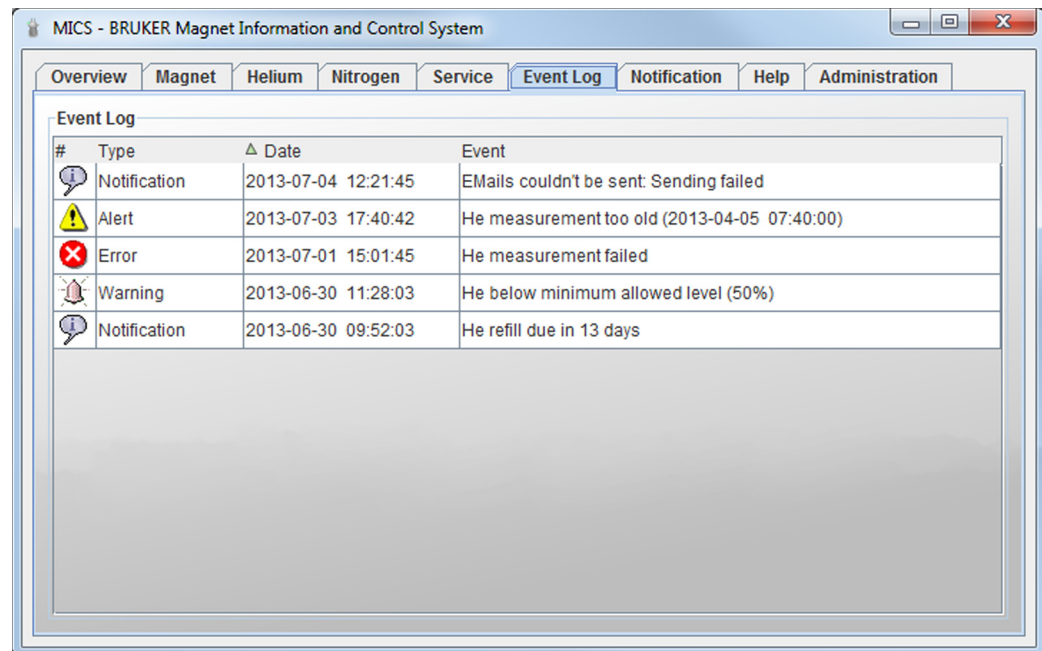 MICS - BRUKER Magnet Information and Control System
Overview Magnet Helium Nitrogen Service Event Log Notification Help Administration
Event Log
# Type Date Event
Notification 2013-07-04 12:21:45 EMails couldn't be sent: Sending failed
Alert 2013-07-03 17:40:42 He measurement too old (2013-04-05 07:40:00)
Error 2013-07-01 15:01:45 He measurement failed
Warning 2013-06-30 11:28:03 He below minimum allowed level (50%)
Notification 2013-06-30 09:52:03 He refill due in 13 days